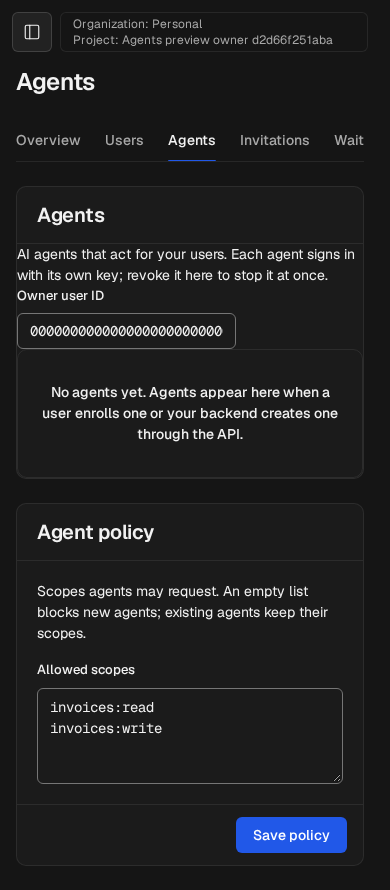 Organization: Personal
Project: Agents preview owner d2d66f251aba
Agents
Overview Users Agents Invitations Wait
Agents
AI agents that act for your users. Each agent signs in
with its own key; revoke it here to stop it at once.
Owner user ID
000000000000000000000000
No agents yet. Agents appear here when a
user enrolls one or your backend creates one
through the API.
Agent policy
Scopes agents may request. An empty list
blocks new agents; existing agents keep their
scopes.
Allowed scopes
invoices:read
invoices:write
Save policy